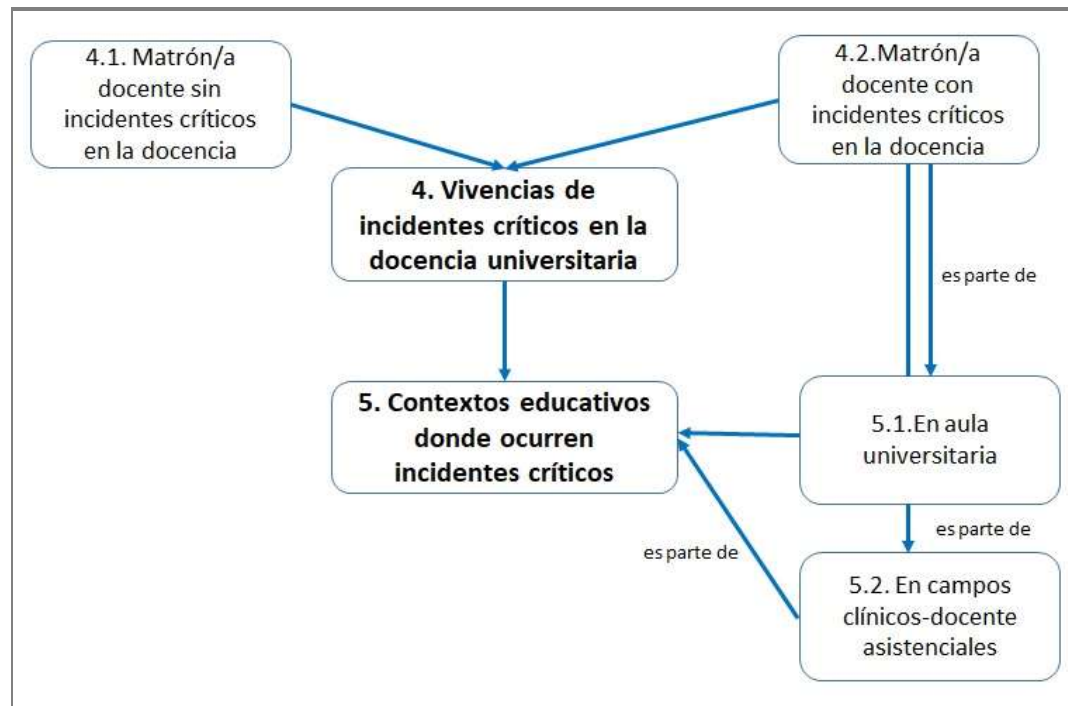 4.1. Matrón/a
docente sin
incidentes críticos
en la docencia
4.2.Matrón/a
docente con
incidentes críticos
en la docencia
4. Vivencias de
incidentes críticos en la
docencia universitaria
es parte de
5. Contextos educativos
donde ocurren
incidentes críticos
5.1.En aula
universitaria
es parte de
es parte de
5.2. En campos
clínicos-docente
asistenciales